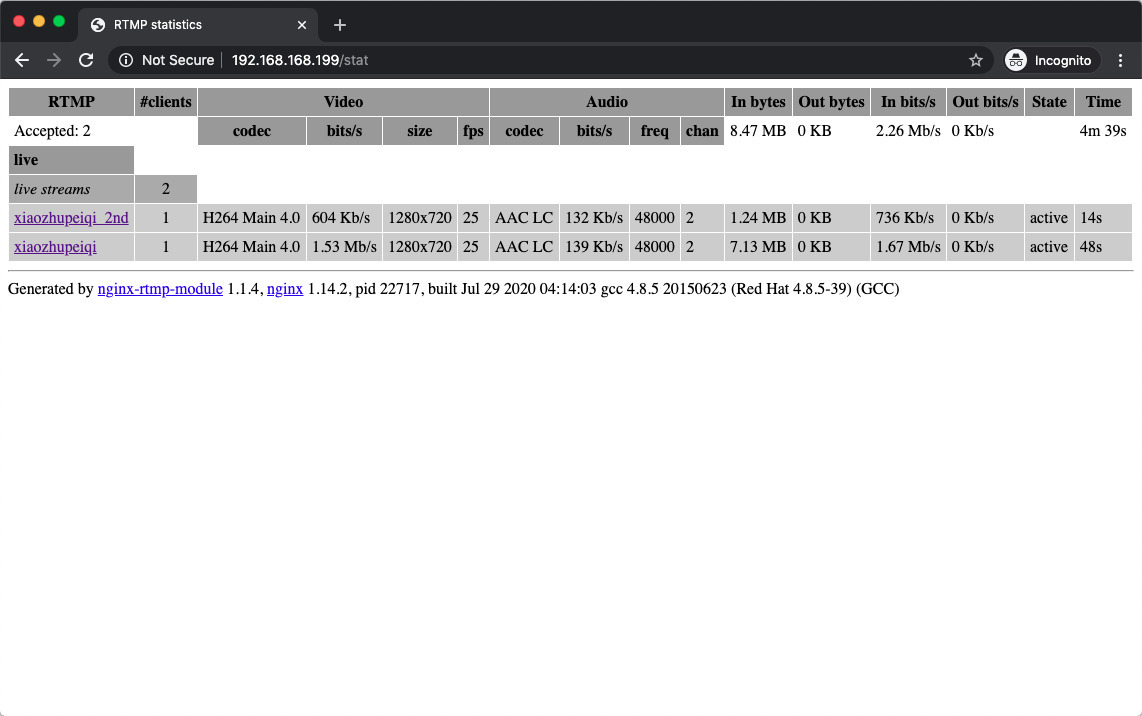 RTMP statistics
Not Secure 192.168.168.199/stat Incognito
RTMP #clients Video Audio In bytes Out bytes In bits/s Out bits/s State Time
Accepted: 2 codec bits/s size fps codec bits/s freq chan 8.47 MB 0 KB 2.26 Mb/s 0 Kb/s 4m 39s
live
live streams 2
xiaozhupeiqi_2nd 1 H264 Main 4.0 604 Kb/s 1280x720 25 AAC LC 132 Kb/s 48000 2 1.24 MB 0 KB 736 Kb/s 0 Kb/s active 14s
xiaozhupeiqi 1 H264 Main 4.0 1.53 Mb/s 1280x720 25 AAC LC 139 Kb/s 48000 2 7.13 MB 0 KB 1.67 Mb/s 0 Kb/s active 48s
Generated by nginx-rtmp-module 1.1.4, nginx 1.14.2, pid 22717, built Jul 29 2020 04:14:03 gcc 4.8.5 20150623 (Red Hat 4.8.5-39) (GCC)